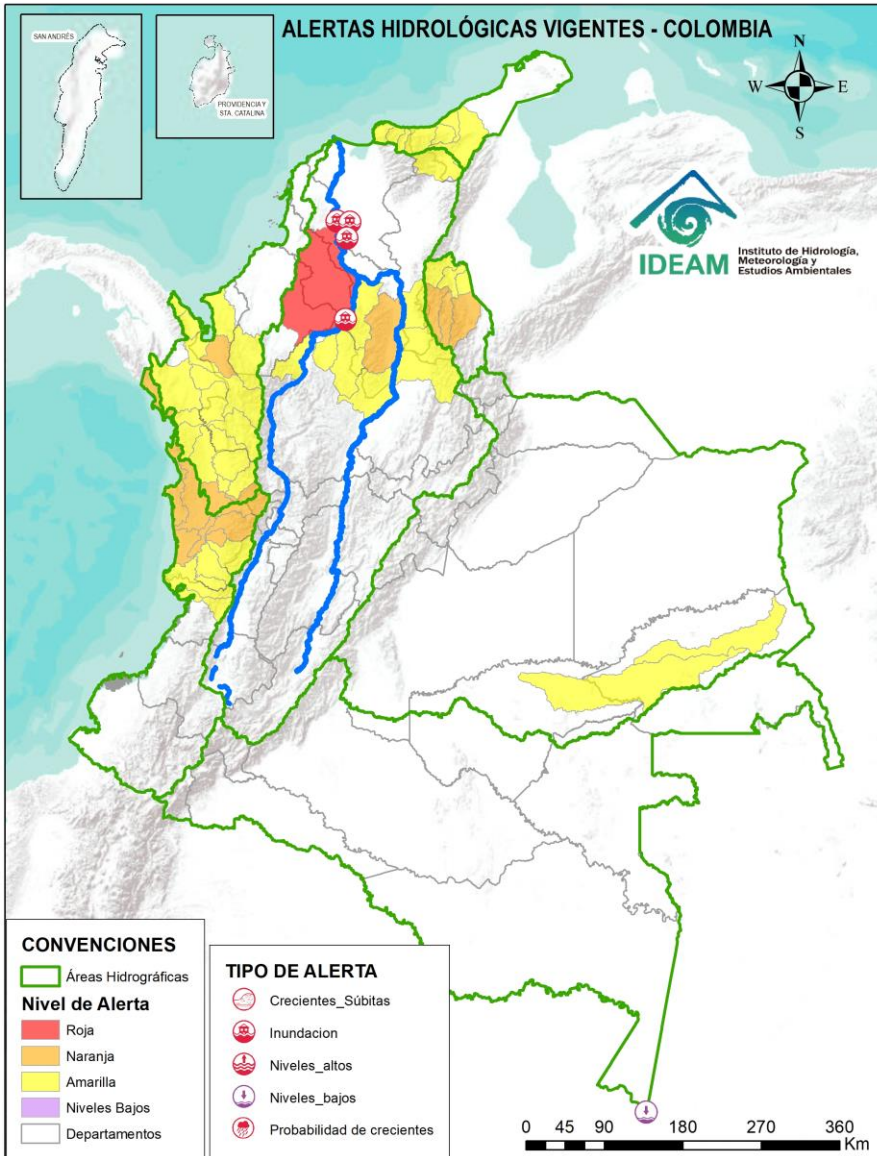 ALERTAS HIDROLÓGICAS VIGENTES - COLOMBIA
SAN ANDRÉS
PROVIDENCIA Y
STA. CATALINA
N
W
E
S
IDEAM
Instituto de Hidrología,
Meteorología y
Estudios Ambientales
CONVENCIONES
Áreas Hidrográficas
Nivel de Alerta
Roja
Naranja
Amarilla
Niveles Bajos
Departamentos
TIPO DE ALERTA
Crecientes_Súbitas
Inundacion
Niveles_altos
Niveles_bajos
Probabilidad de crecientes
0 45 90 180 270 360
Km